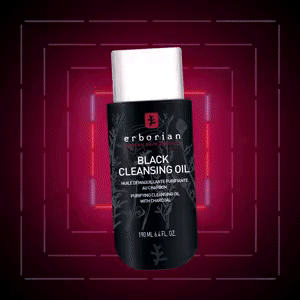 erborian
BLACK
CLEANSING OIL
HUILE DÉMAQUILLANTE PURIFIANTE
AU CHARBON
PURIFYING CLEANSING OIL
WITH CHARCOAL
190 ML 6.4 FL. OZ.